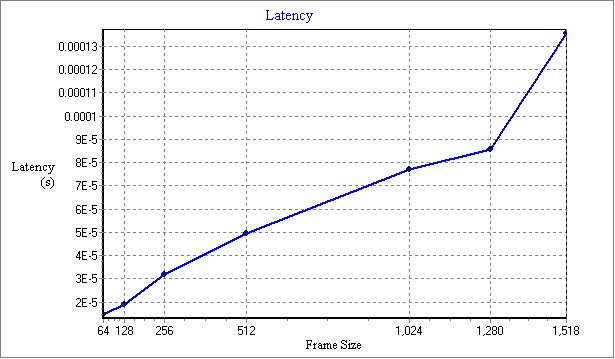 Latency
0.00013
0.00012
0.00011
0.0001
9E-5
8E-5
Latency
(s)
7E-5
6E-5
5E-5
4E-5
3E-5
2E-5
64 128 256 512 1,024 1,280 1,518
Frame Size